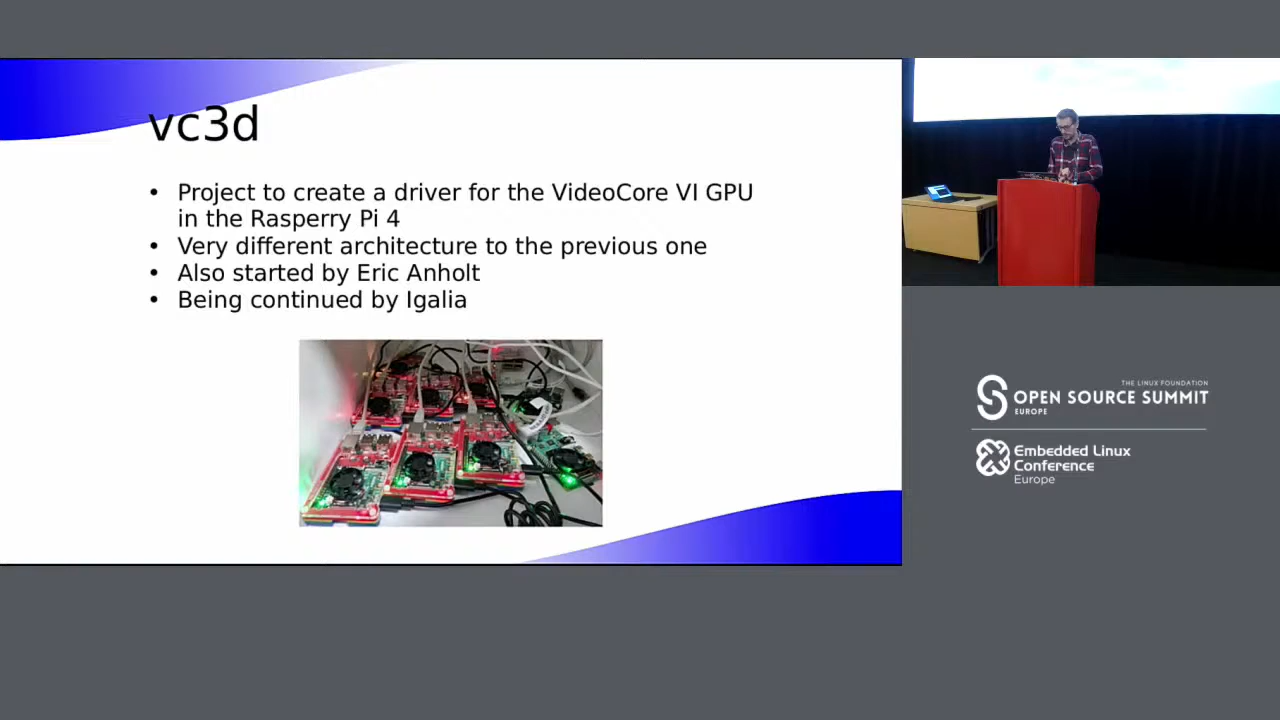 vc3d
• Project to create a driver for the VideoCore VI GPU
in the Rasperry Pi 4
• Very different architecture to the previous one
• Also started by Eric Anholt
• Being continued by Igalia
THE LINUX FOUNDATION
OPEN SOURCE SUMMIT
EUROPE
Embedded Linux
Conference
Europe